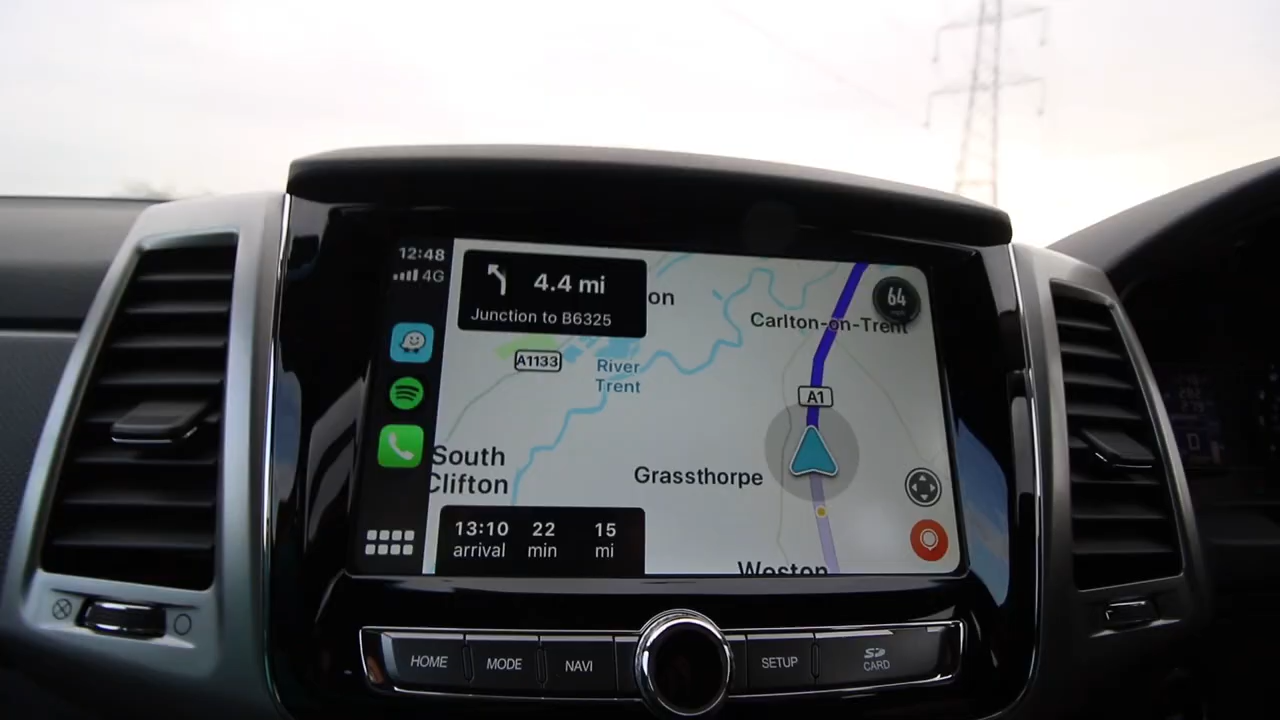 12:48
4G
4.4 mi
Junction to B6325
on
64
mph
Carlton-on-Trent
A1133
River
Trent
A1
South
Clifton
Grassthorpe
13:10 22 15
arrival min mi
Weston
HOME
MODE
NAVI
SETUP
SD
CARD